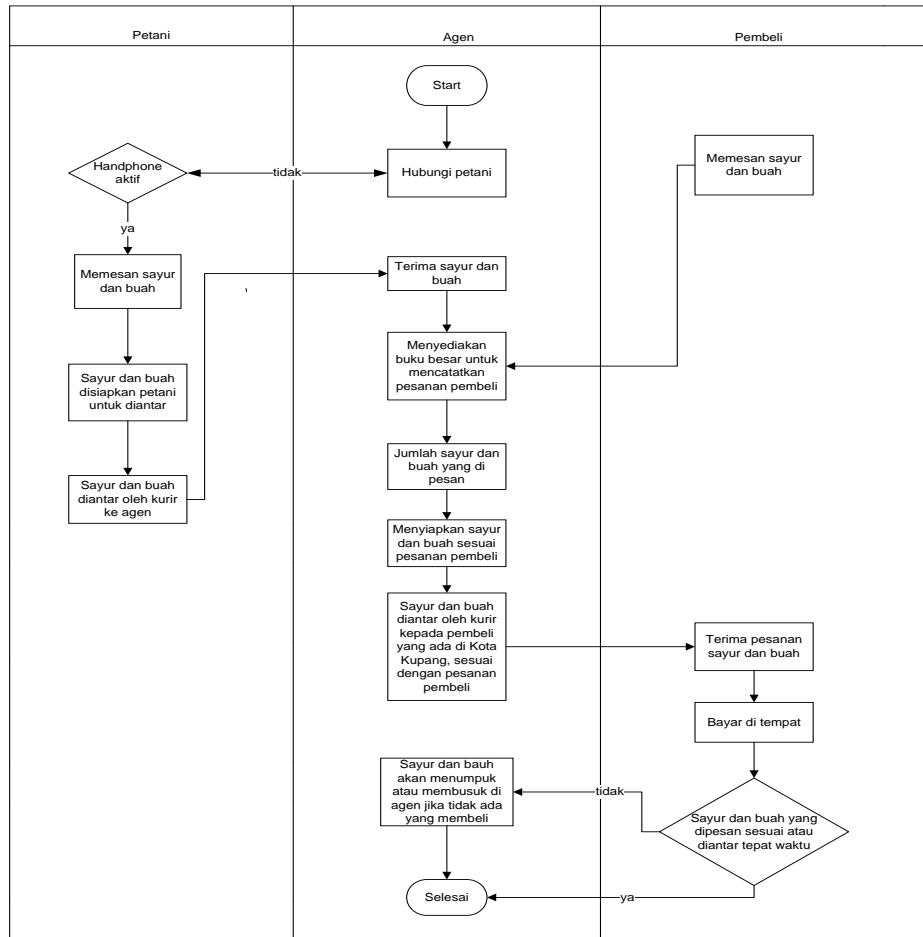 Petani
Agen
Pembeli
Start
Handphone
aktif
tidak
Hubungi petani
Memesan sayur
dan buah
ya
Memesan sayur
dan buah
Terima sayur dan
buah
Menyediakan
buku besar untuk
mencatatkan
pesanan pembeli
Sayur dan buah
disiapkan petani
untuk diantar
Jumlah sayur dan
buah yang di
pesan
Sayur dan buah
diantar oleh kurir
ke agen
Menyiapkan sayur
dan buah sesuai
pesanan pembeli
Sayur dan buah
diantar oleh kurir
kepada pembeli
yang ada di Kota
Kupang, sesuai
dengan pesanan
pembeli
Terima pesanan
sayur dan buah
Bayar di tempat
Sayur dan bauh
akan menumpuk
atau membusuk di
agen jika tidak ada
yang membeli
tidak
Sayur dan buah yang
dipesan sesuai atau
diantar tepat waktu
Selesai
ya